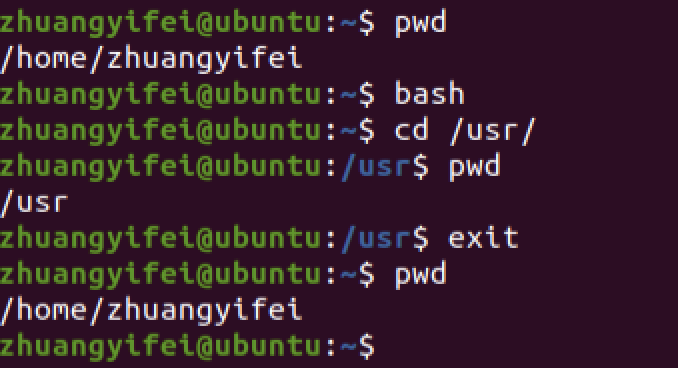 zhuangyifei@ubuntu:~$ pwd
/home/zhuangyifei
zhuangyifei@ubuntu:~$ bash
zhuangyifei@ubuntu:~$ cd /usr/
zhuangyifei@ubuntu:/usr$ pwd
/usr
zhuangyifei@ubuntu:/usr$ exit
zhuangyifei@ubuntu:~$ pwd
/home/zhuangyifei
zhuangyifei@ubuntu:~$